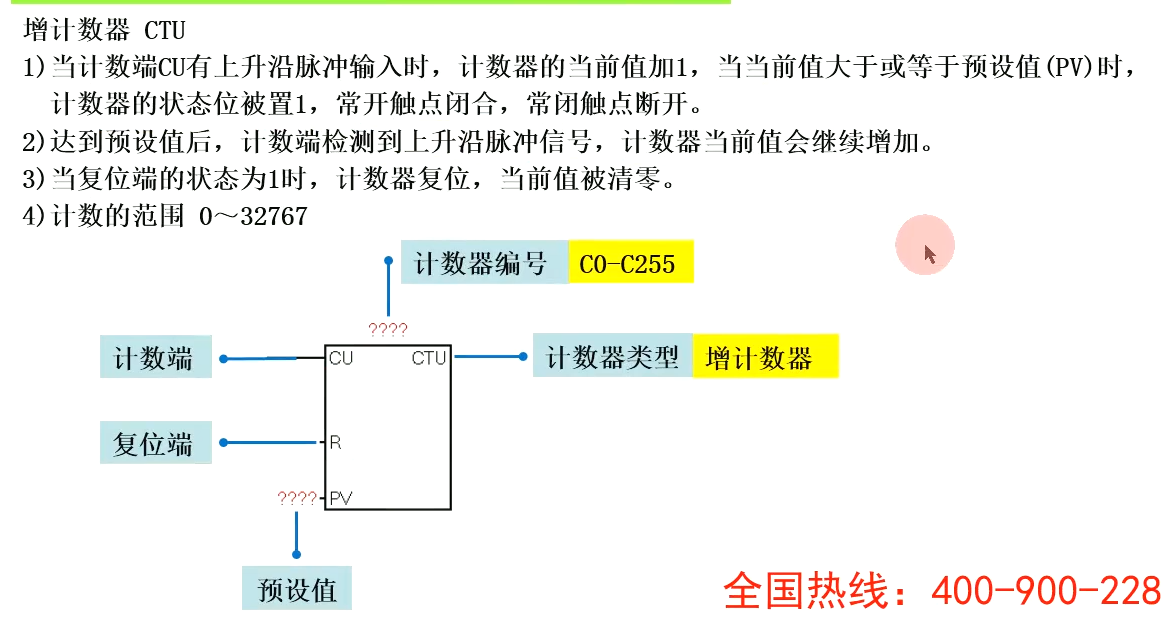 增计数器 CTU
1)当计数端CU有上升沿脉冲输入时，计数器的当前值加1，当当前值大于或等于预设值(PV)时，
计数器的状态位被置1，常开触点闭合，常闭触点断开。
2)达到预设值后，计数端检测到上升沿脉冲信号，计数器当前值会继续增加。
3)当复位端的状态为1时，计数器复位，当前值被清零。
4)计数的范围 0～32767
计数器编号 C0-C255
????
计数端 CU CTU 计数器类型 增计数器
复位端 R
???? PV
预设值
全国热线：400-900-228